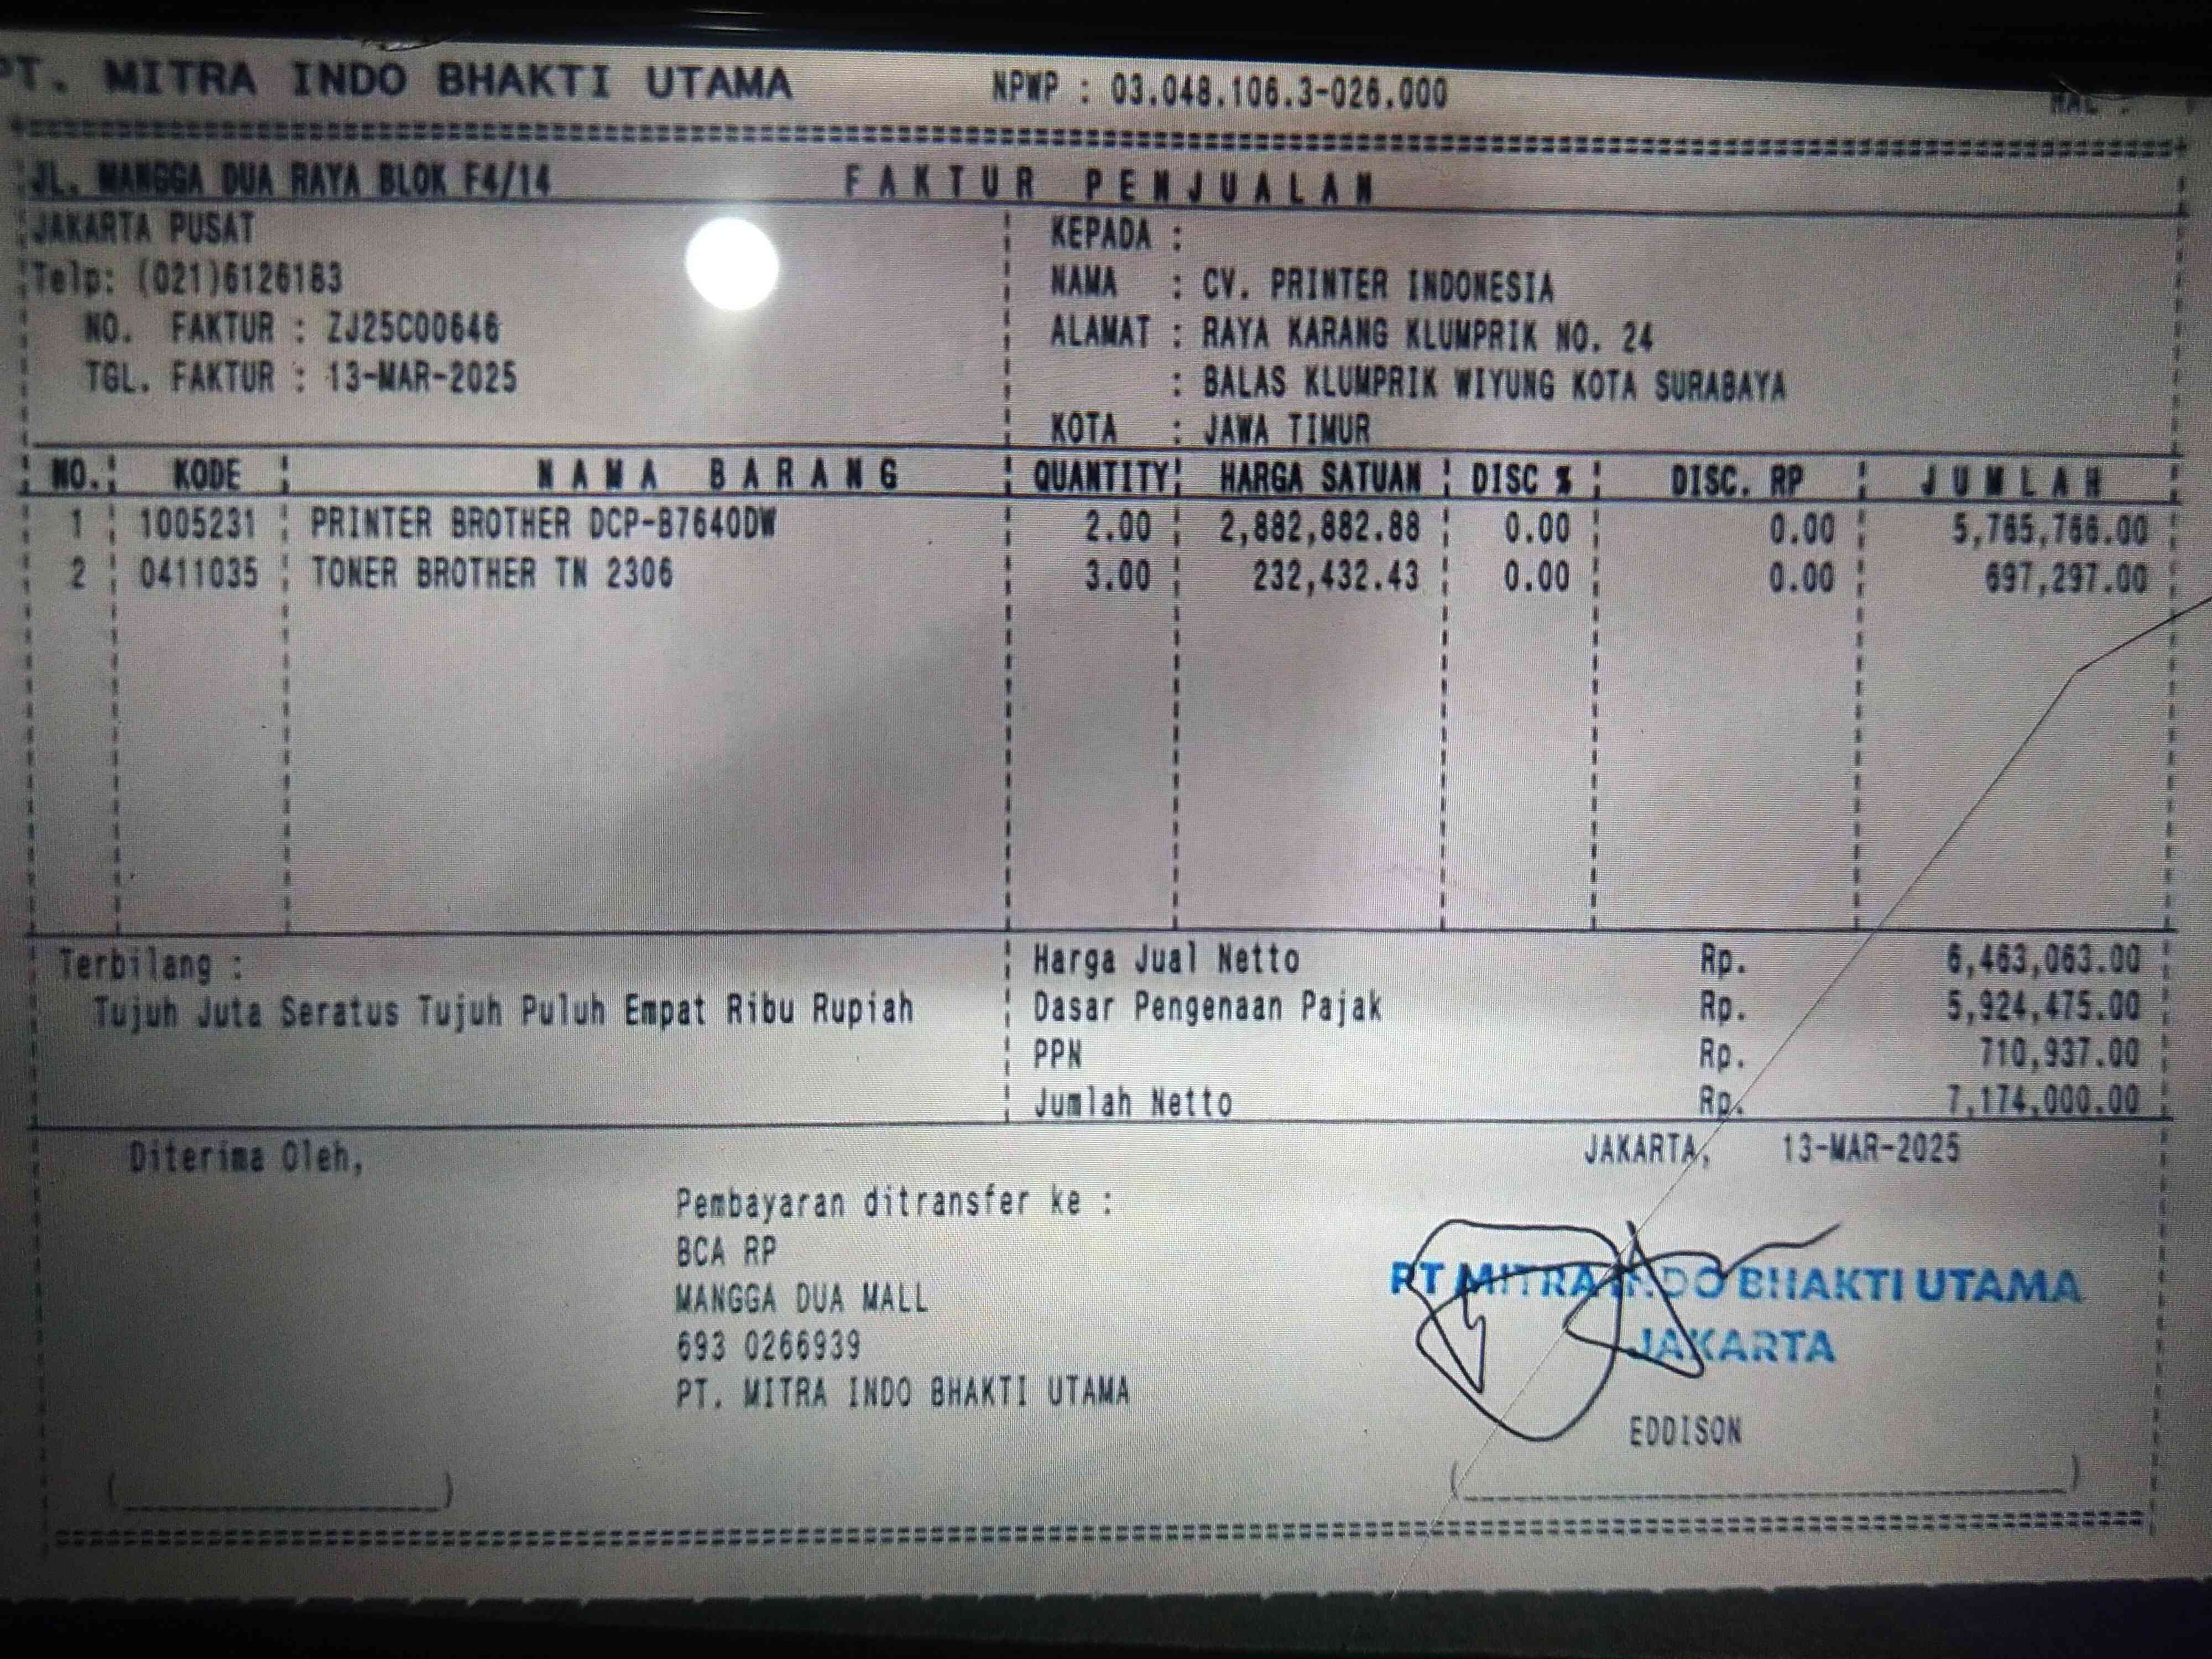 PT. MITRA INDO BHAKTI UTAMA NPWP : 03.048.106.3-026.000
JL. MANGGA DUA RAYA BLOK F4/14 FAKTUR PENJUALAN
JAKARTA PUSAT
Telp: (021)6126183
NO. FAKTUR : ZJ25C00646
TGL. FAKTUR : 13-MAR-2025
KEPADA :
NAMA : CV. PRINTER INDONESIA
ALAMAT : RAYA KARANG KLUMPRIK NO. 24
: BALAS KLUMPRIK WIYUNG KOTA SURABAYA
KOTA : JAWA TIMUR
NO. KODE NAMA BARANG QUANTITY HARGA SATUAN DISC % DISC. RP JUMLAH
1 1005231 PRINTER BROTHER DCP-B7640DW 2.00 2,882,882.88 0.00 0.00 5,765,766.00
2 0411035 TONER BROTHER TN 2306 3.00 232,432.43 0.00 0.00 697,297.00
Terbilang :
Tujuh Juta Seratus Tujuh Puluh Empat Ribu Rupiah
Harga Jual Netto Rp. 6,463,063.00
Dasar Pengenaan Pajak Rp. 5,924,475.00
PPN Rp. 710,937.00
Jumlah Netto Rp. 7,174,000.00
Diterima Oleh,
Pembayaran ditransfer ke :
BCA RP
MANGGA DUA MALL
693 0266939
PT. MITRA INDO BHAKTI UTAMA
JAKARTA, 13-MAR-2025
PT MITRA INDO BHAKTI UTAMA
JAKARTA
EDDISON